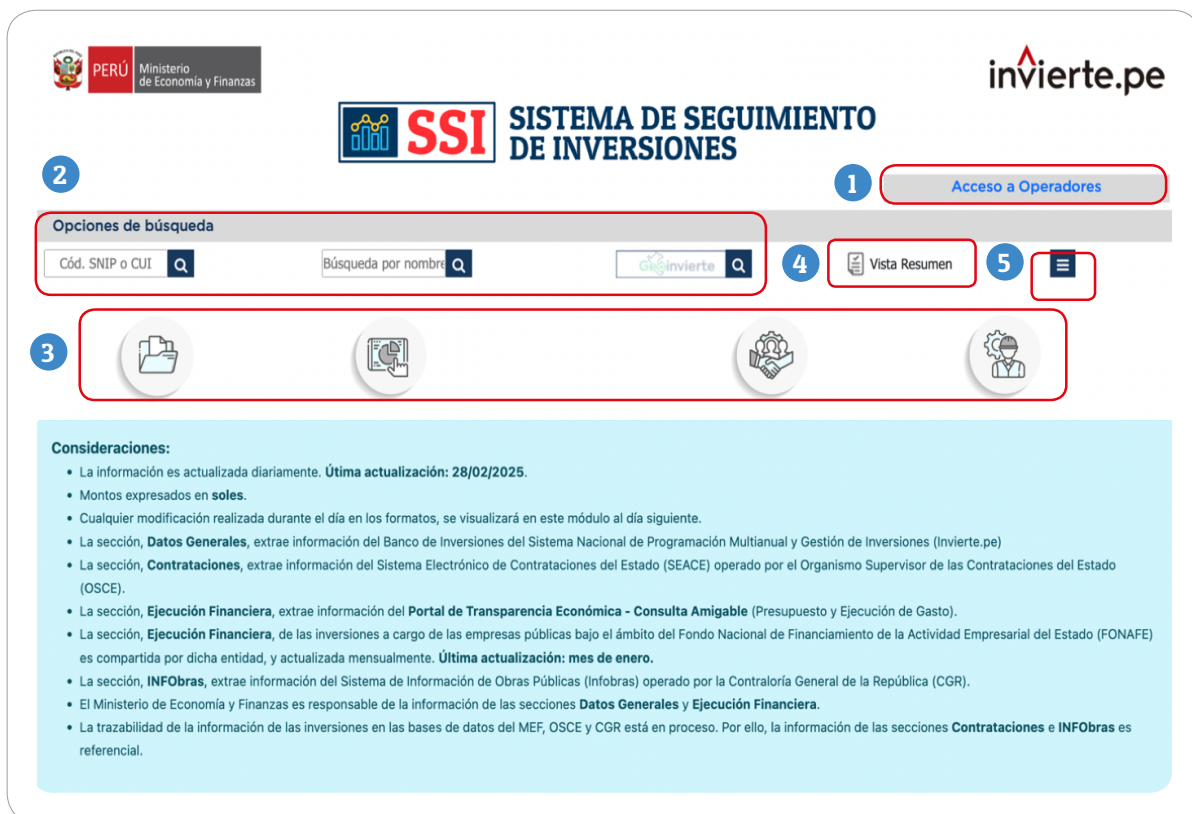 PERÚ
Ministerio
de Economía y Finanzas
invierte.pe
SSI
SISTEMA DE SEGUIMIENTO
DE INVERSIONES
2
1
Acceso a Operadores
Opciones de búsqueda
Cód. SNIP o CUI
Búsqueda por nombre
Geoinvierte
4
Vista Resumen
5
3
Consideraciones:
• La información es actualizada diariamente. Útima actualización: 28/02/2025.
• Montos expresados en soles.
• Cualquier modificación realizada durante el día en los formatos, se visualizará en este módulo al día siguiente.
• La sección, Datos Generales, extrae información del Banco de Inversiones del Sistema Nacional de Programación Multianual y Gestión de Inversiones (Invierte.pe)
• La sección, Contrataciones, extrae información del Sistema Electrónico de Contrataciones del Estado (SEACE) operado por el Organismo Supervisor de las Contrataciones del Estado
(OSCE).
• La sección, Ejecución Financiera, extrae información del Portal de Transparencia Económica - Consulta Amigable (Presupuesto y Ejecución de Gasto).
• La sección, Ejecución Financiera, de las inversiones a cargo de las empresas públicas bajo el ámbito del Fondo Nacional de Financiamiento de la Actividad Empresarial del Estado (FONAFE)
es compartida por dicha entidad, y actualizada mensualmente. Última actualización: mes de enero.
• La sección, INFObras, extrae información del Sistema de Información de Obras Públicas (Infobras) operado por la Contraloría General de la República (CGR).
• El Ministerio de Economía y Finanzas es responsable de la información de las secciones Datos Generales y Ejecución Financiera.
• La trazabilidad de la información de las inversiones en las bases de datos del MEF, OSCE y CGR está en proceso. Por ello, la información de las secciones Contrataciones e INFObras es
referencial.